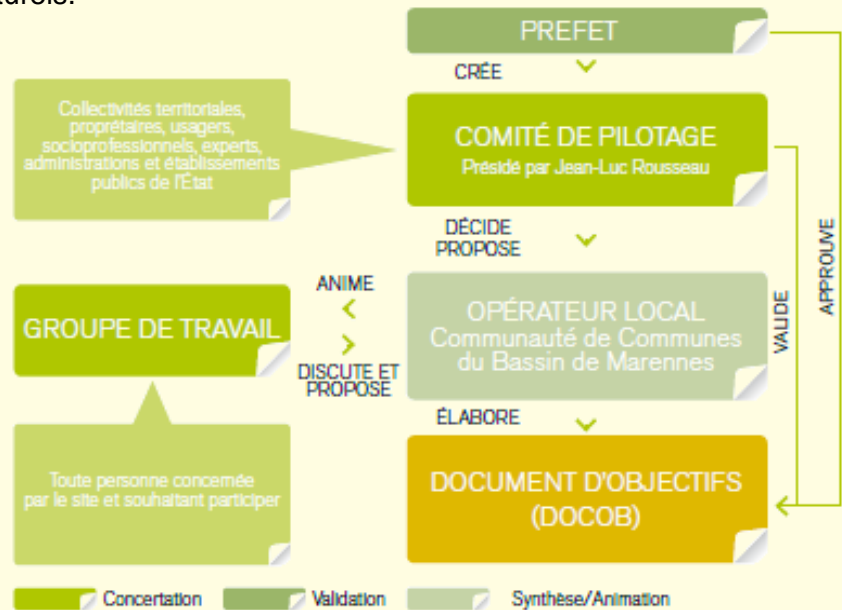 PREFET
CRÉE
Collectivités territoriales,
propriétaires, usagers,
socioprofessionnels, experts,
administrations et établissements
publics de l'État
COMITÉ DE PILOTAGE
Présidé par Jean-Luc Rousseau
DÉCIDE
PROPOSE
ANIME
GROUPE DE TRAVAIL
DISCUTE ET
PROPOSE
OPÉRATEUR LOCAL
Communauté de Communes
du Bassin de Marennes
VALIDE
APPROUVE
ÉLABORE
Toute personne concernée
par le site et souhaitant participer
DOCUMENT D'OBJECTIFS
(DOCOB)
Concertation
Validation
Synthèse/Animation